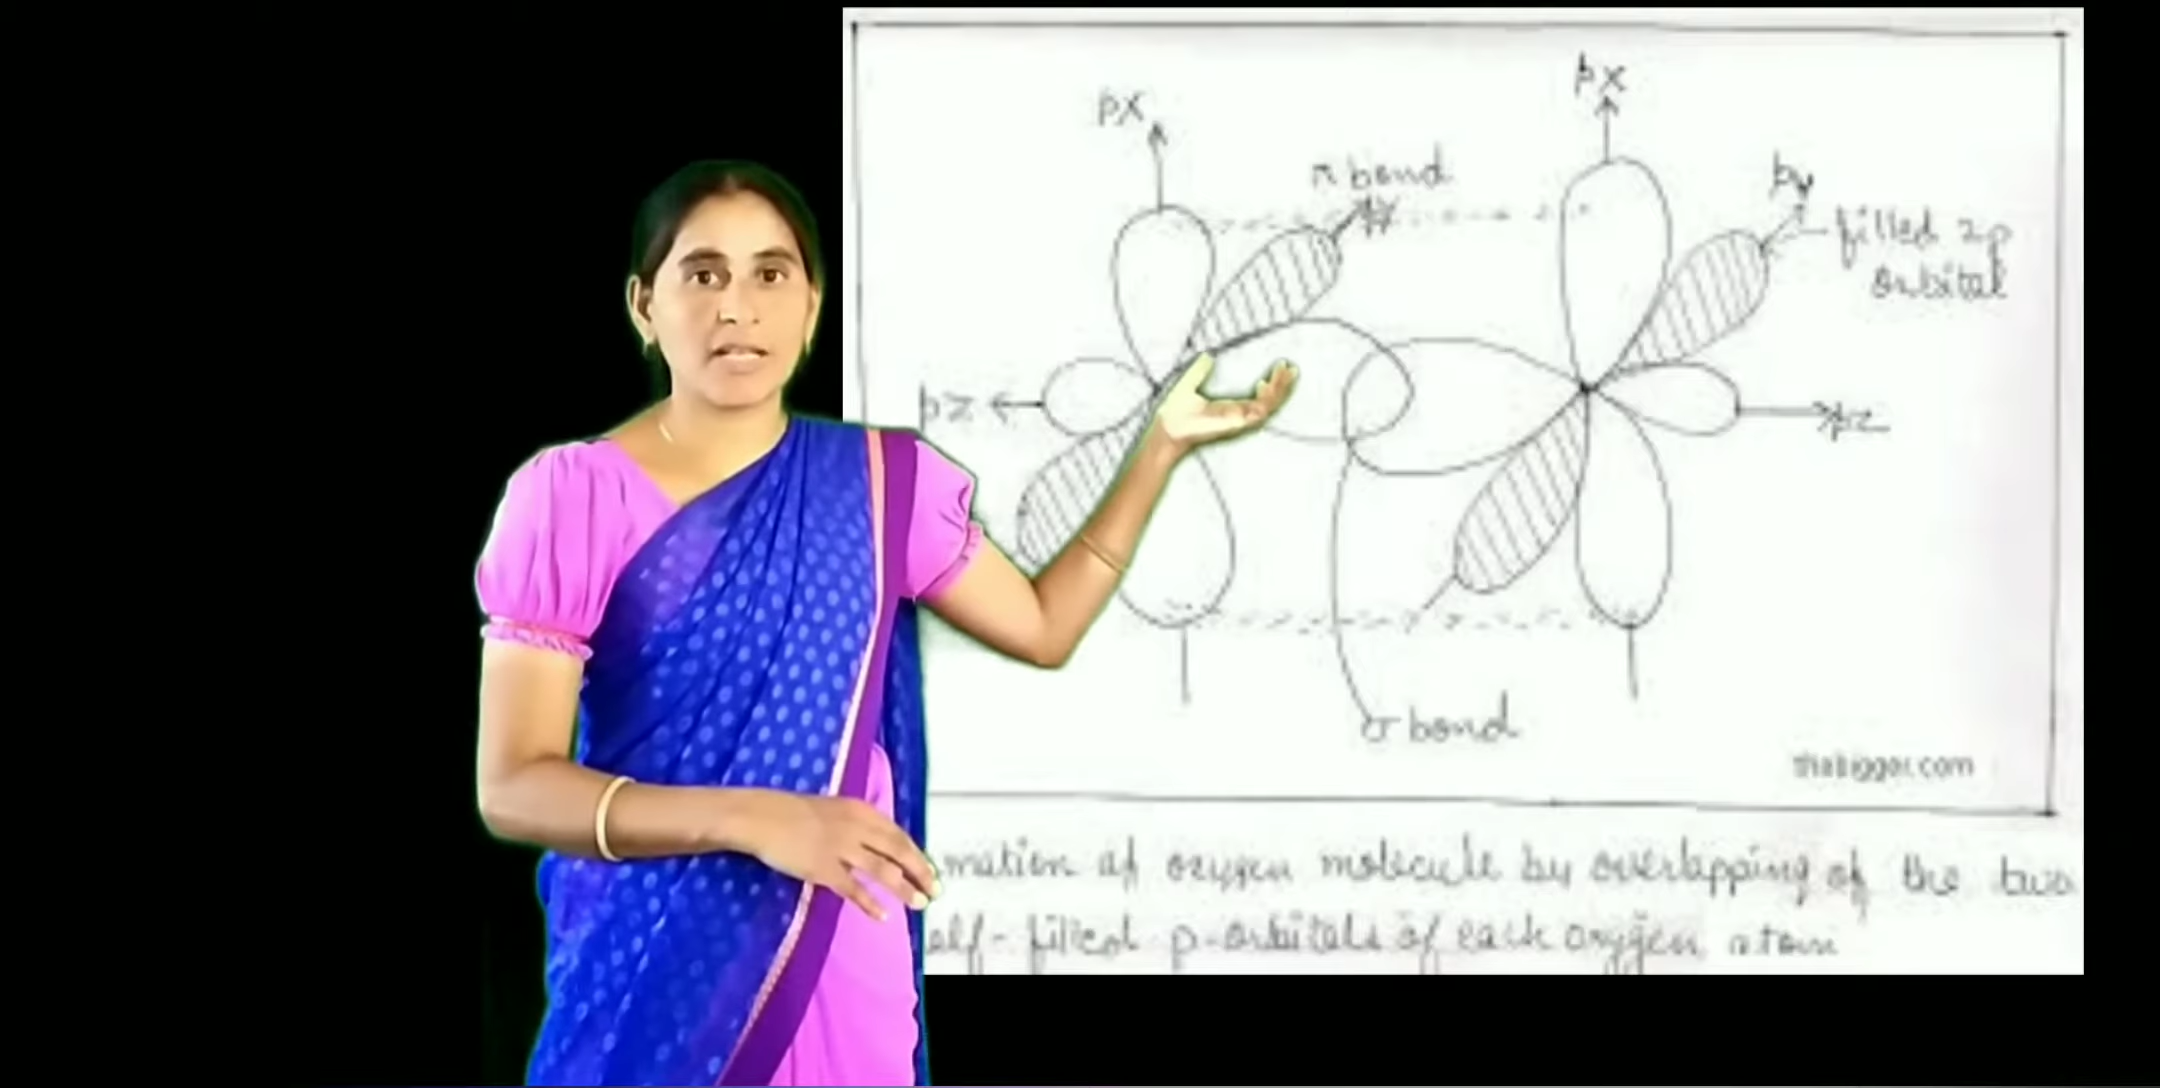 px
px
π bond
py
filled 2p
orbital
pz
pz
σ bond
thebigger.com
mation of oxygen molecule by overlapping of the two
alf-filled p-orbitals of each oxygen atom